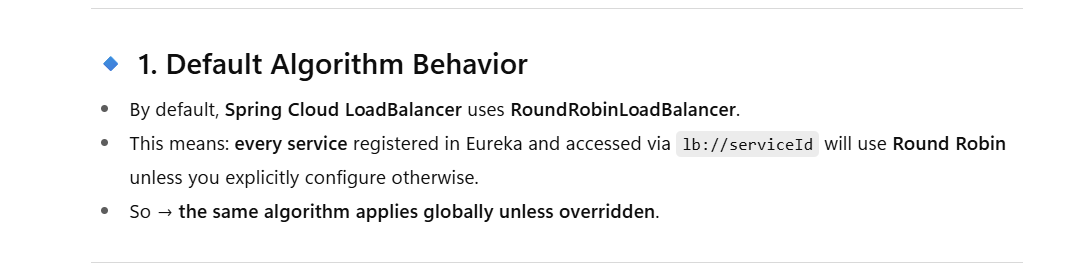 1. Default Algorithm Behavior
• By default, Spring Cloud LoadBalancer uses RoundRobinLoadBalancer.
• This means: every service registered in Eureka and accessed via lb://serviceId will use Round Robin
unless you explicitly configure otherwise.
• So → the same algorithm applies globally unless overridden.